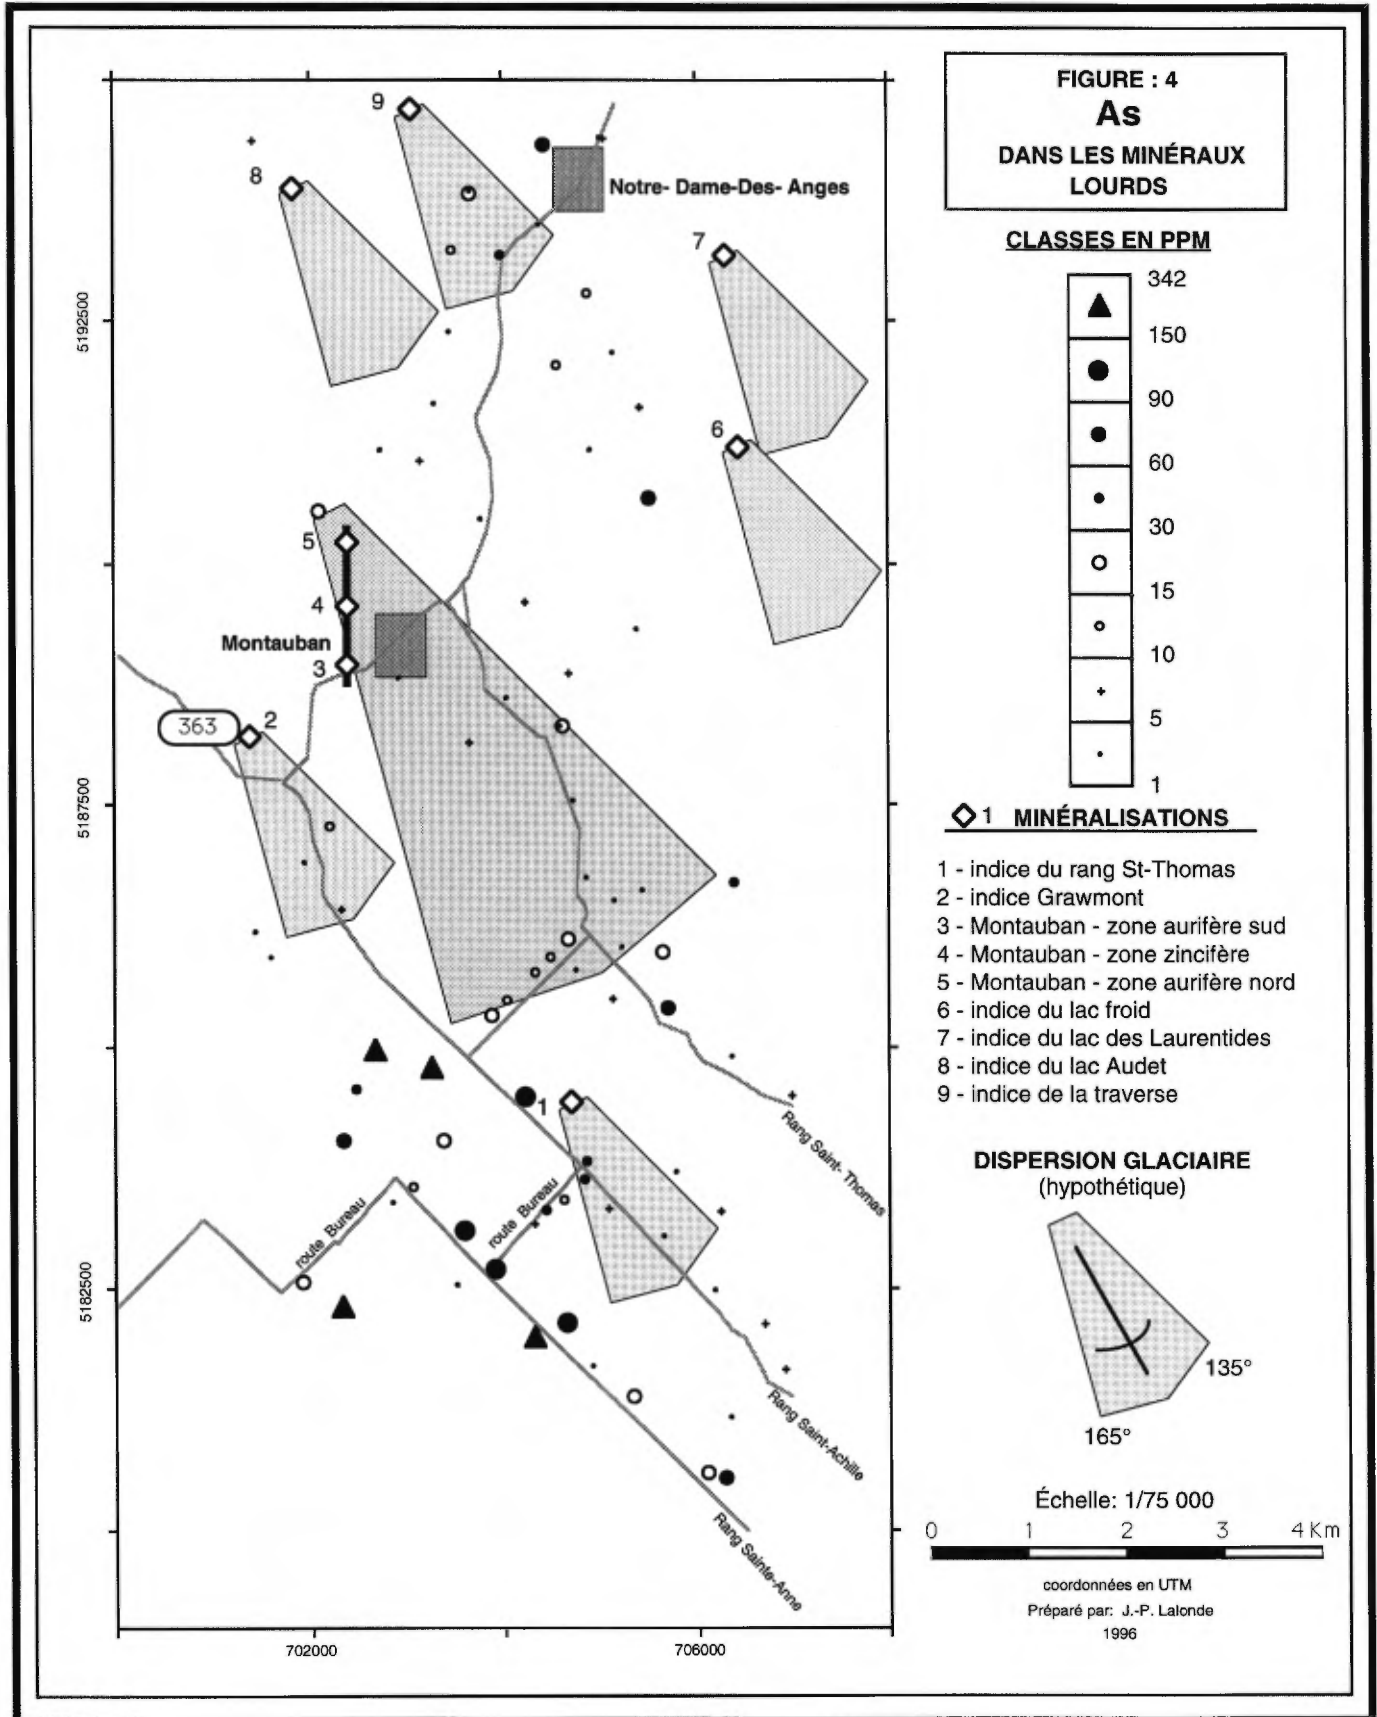 FIGURE : 4
As
DANS LES MINÉRAUX
LOURDS
CLASSES EN PPM
342
150
90
60
30
15
10
5
1
1 MINÉRALISATIONS
1 - indice du rang St-Thomas
2 - indice Grawmont
3 - Montauban - zone aurifère sud
4 - Montauban - zone zincifère
5 - Montauban - zone aurifère nord
6 - indice du lac froid
7 - indice du lac des Laurentides
8 - indice du lac Audet
9 - indice de la traverse
DISPERSION GLACIAIRE
(hypothétique)
135°
165°
Échelle: 1/75 000
0 1 2 3 4 Km
coordonnées en UTM
Préparé par: J.-P. Lalonde
1996
9
8
Notre- Dame-Des- Anges
7
5192500
6
5
4
Montauban
3
363
2
5187500
1
Rang Saint- Thomas
route Bureau
route Bureau
5182500
Rang Saint-Achille
Rang Sainte-Anne
702000
706000